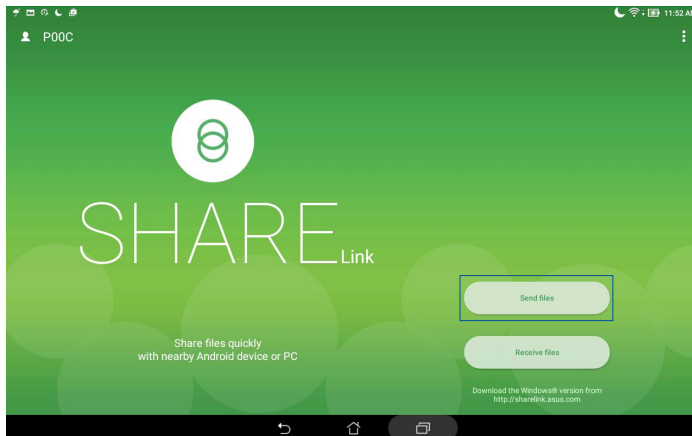 11:52 AM
P00C
SHARE Link
Send files
Share files quickly
with nearby Android device or PC
Receive files
Download the Windows® version from
http://sharelink.asus.com